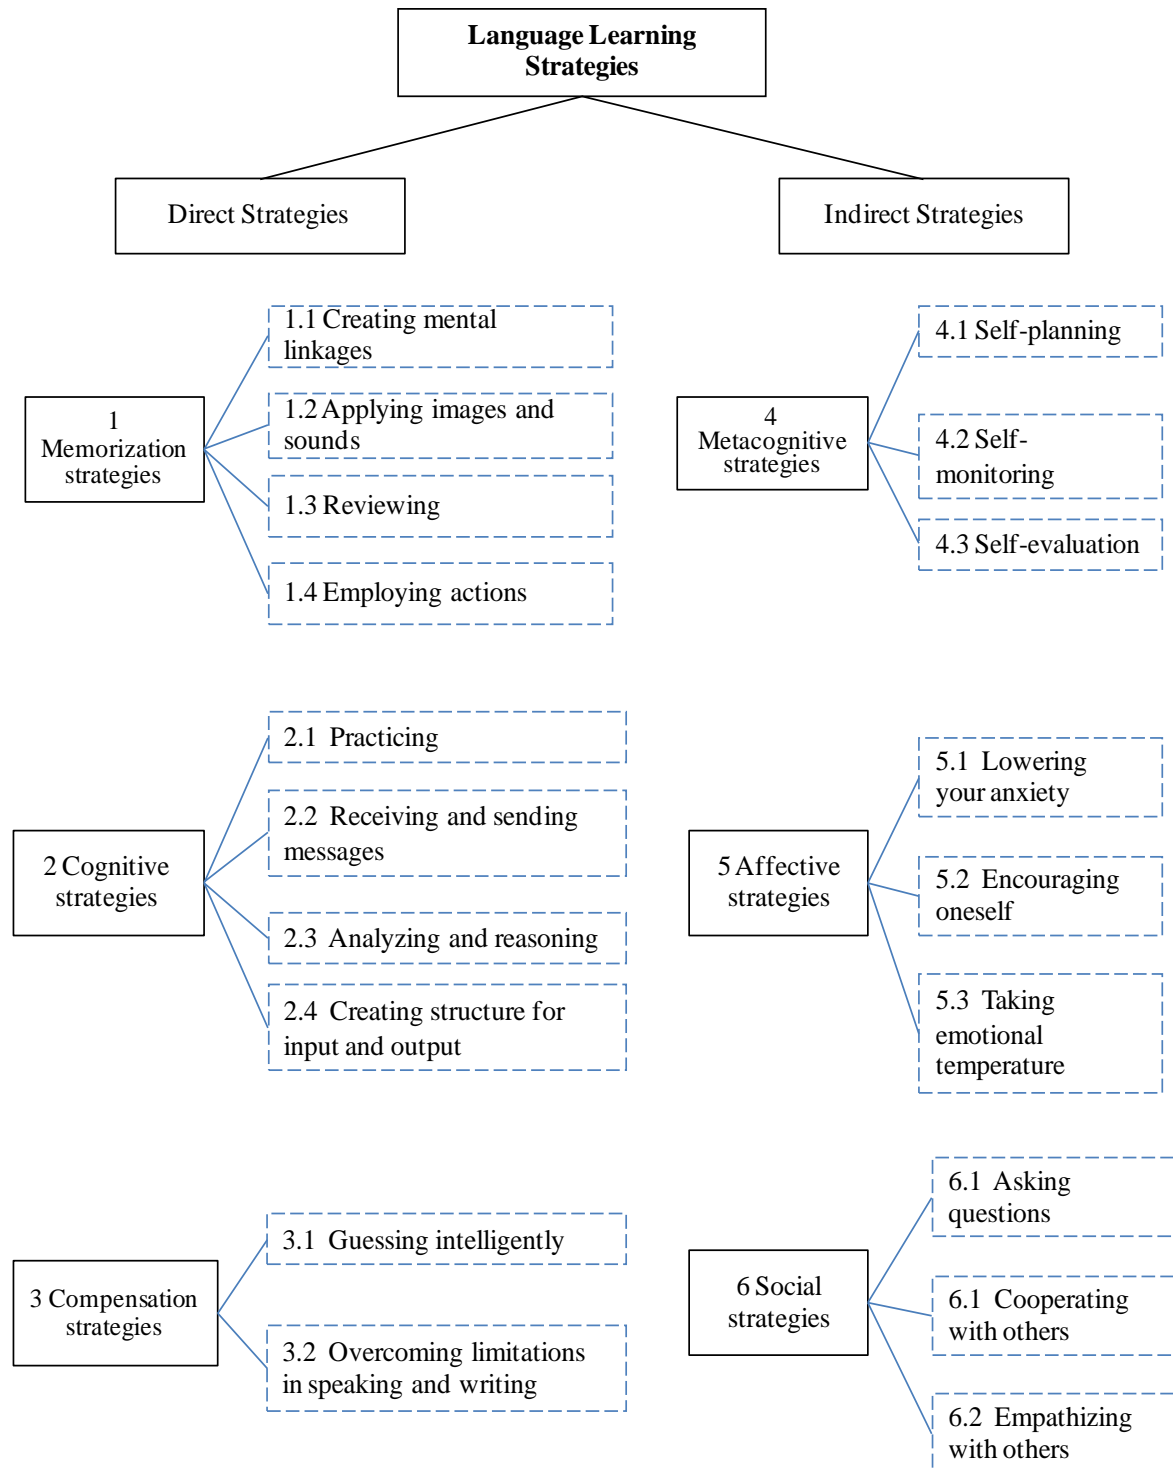 Language Learning
Strategies
Direct Strategies
Indirect Strategies
1
Memorization
strategies
1.1 Creating mental
linkages
1.2 Applying images and
sounds
1.3 Reviewing
1.4 Employing actions
4
Metacognitive
strategies
4.1 Self-planning
4.2 Self-
monitoring
4.3 Self-evaluation
2 Cognitive
strategies
2.1 Practicing
2.2 Receiving and sending
messages
2.3 Analyzing and reasoning
2.4 Creating structure for
input and output
5 Affective
strategies
5.1 Lowering
your anxiety
5.2 Encouraging
oneself
5.3 Taking
emotional
temperature
3 Compensation
strategies
3.1 Guessing intelligently
3.2 Overcoming limitations
in speaking and writing
6 Social
strategies
6.1 Asking
questions
6.1 Cooperating
with others
6.2 Empathizing
with others